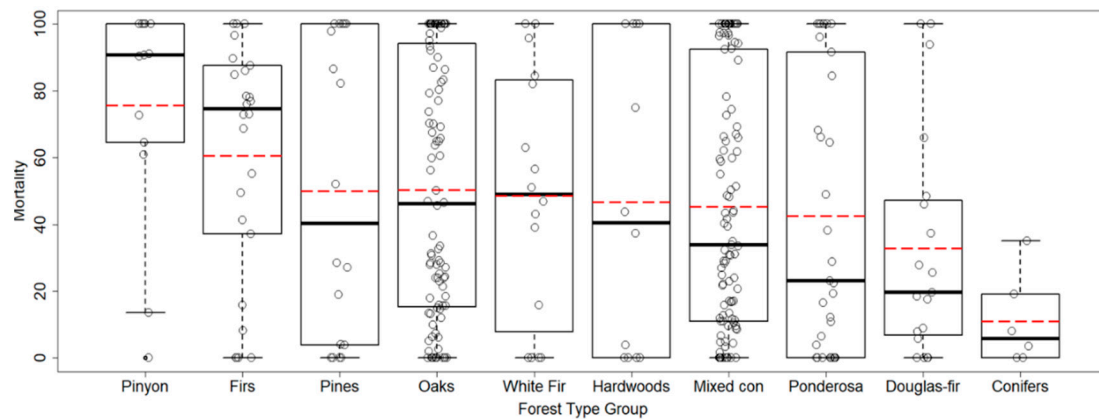 100
80
60
40
20
0
Mortality
Pinyon Firs Pines Oaks White Fir Hardwoods Mixed con Ponderosa Douglas-fir Conifers
Forest Type Group